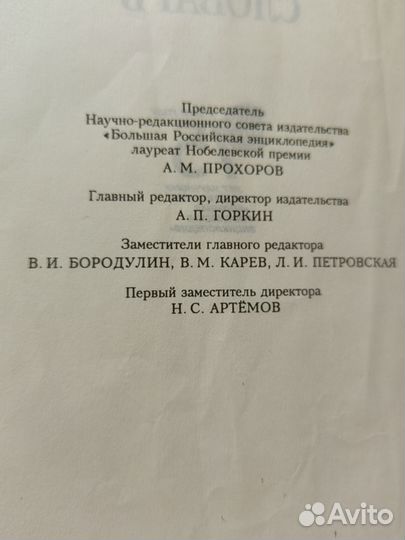 СЛОВАРЬ
Председатель
Научно-редакционного совета издательства
«Большая Российская энциклопедия»
лауреат Нобелевской премии
А. М. ПРОХОРОВ
Главный редактор, директор издательства
А. П. ГОРКИН
Заместители главного редактора
В. И. БОРОДУЛИН, В. М. КАРЕВ, Л. И. ПЕТРОВСКАЯ
Первый заместитель директора
Н. С. АРТЁМОВ
Avito